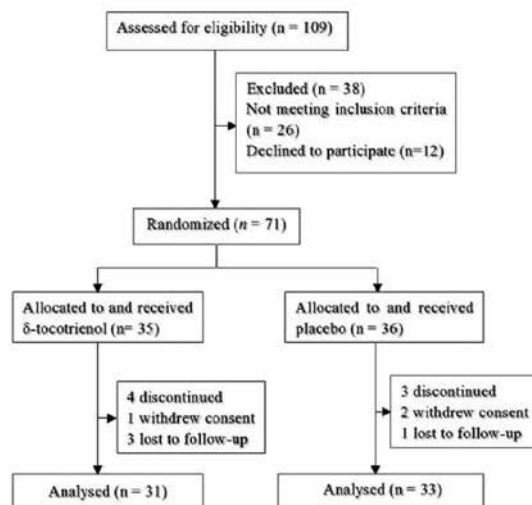 Assessed for eligibility (n = 109)
Excluded (n = 38)
Not meeting inclusion criteria
(n = 26)
Declined to participate (n=12)
Randomized (n = 71)
Allocated to and received
δ-tocotrienol (n= 35)
Allocated to and received
placebo (n = 36)
4 discontinued
1 withdrew consent
3 lost to follow-up
3 discontinued
2 withdrew consent
1 lost to follow-up
Analysed (n = 31)
Analysed (n = 33)